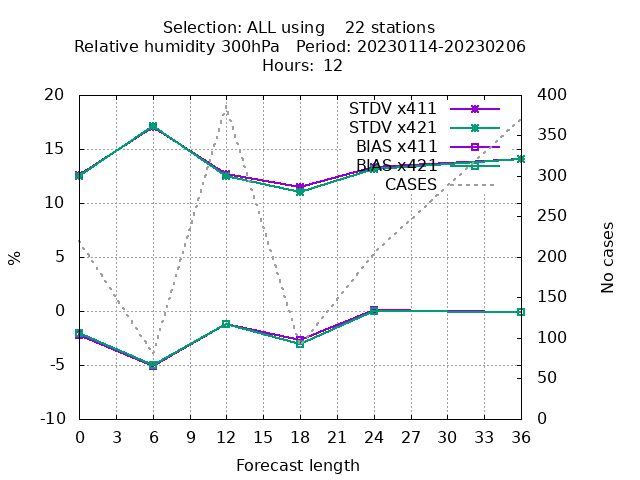 Selection: ALL using    22 stations
Relative humidity 300hPa   Period: 20230114-20230206
Hours: 12
20
15
10
5
0
-5
-10
%
400
350
300
250
200
150
100
50
0
No cases
STDV x411
STDV x421
BIAS x411
BIAS x421
CASES
0 3 6 9 12 15 18 21 24 27 30 33 36
Forecast length